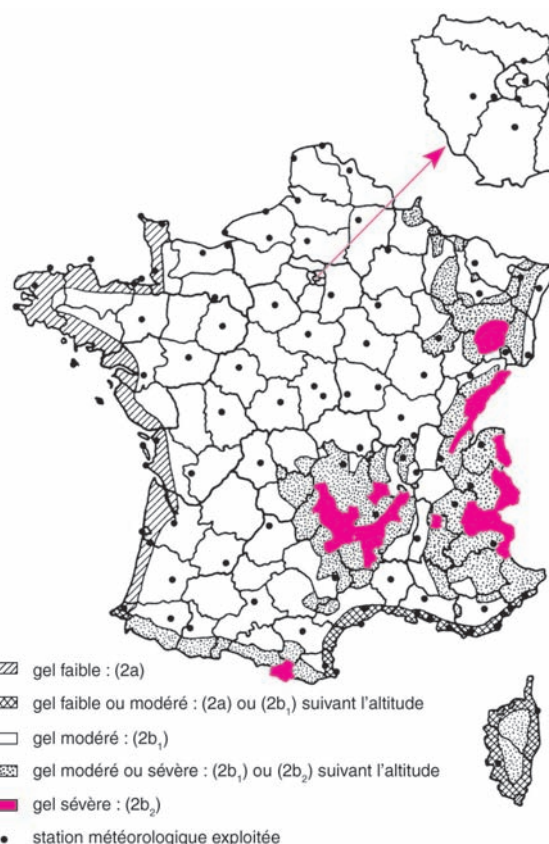 gel faible : (2a)
gel faible ou modéré : (2a) ou (2b₁) suivant l'altitude
gel modéré : (2b₁)
gel modéré ou sévère : (2b₁) ou (2b₂) suivant l'altitude
gel sévère : (2b₂)
station météorologique exploitée